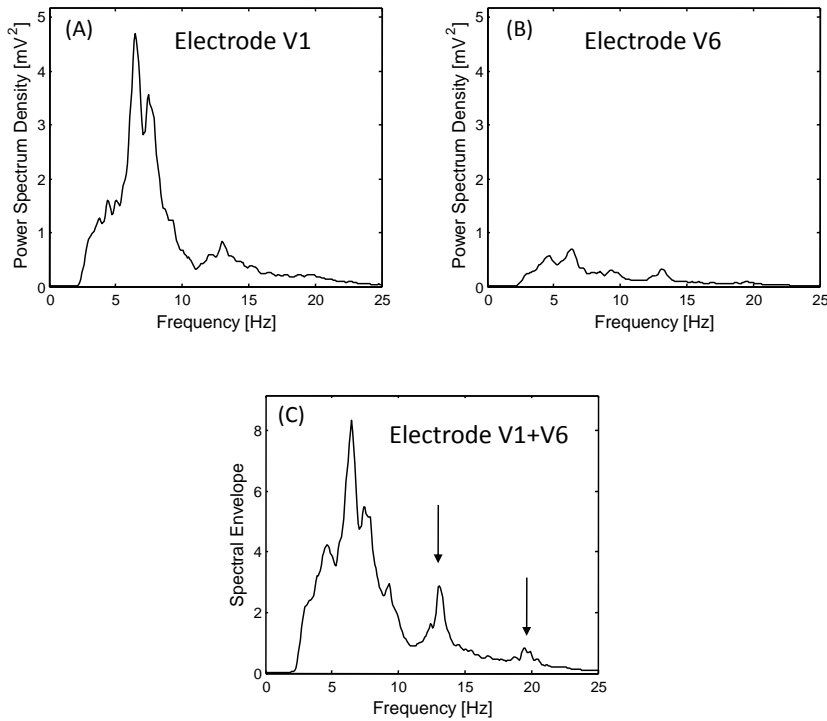 (A)
Electrode V1
Power Spectrum Density [mV²]
5
4
3
2
1
0
0 5 10 15 20 25
Frequency [Hz]
(B)
Electrode V6
Power Spectrum Density [mV²]
5
4
3
2
1
0
0 5 10 15 20 25
Frequency [Hz]
(C)
Electrode V1+V6
Spectral Envelope
8
6
4
2
0
0 5 10 15 20 25
Frequency [Hz]